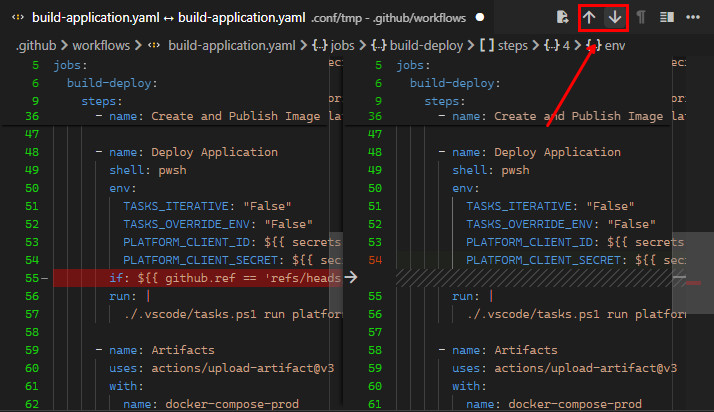 build-application.yaml ↔ build-application.yaml .conf/tmp - .github/workflows ●
.github > workflows > build-application.yaml > {..} jobs > {..} build-deploy > [ ] steps > {..} 4 > {..} env
5 jobs:
6 build-deploy:
9 steps:
36 - name: Create and Publish Image
47
48 - name: Deploy Application
49 shell: pwsh
50 env:
51 TASKS_ITERATIVE: "False"
52 TASKS_OVERRIDE_ENV: "False"
53 PLATFORM_CLIENT_ID: ${{ secrets
54 PLATFORM_CLIENT_SECRET: ${{ sec
55- if: ${{ github.ref == 'refs/heads
56 run: |
57 ./.vscode/tasks.ps1 run platfor
58
59 - name: Artifacts
60 uses: actions/upload-artifact@v3
61 with:
62 name: docker-compose-prod
5 jobs:
6 build-deploy:
9 steps:
36 - name: Create and Publish Image
47
48 - name: Deploy Application
49 shell: pwsh
50 env:
51 TASKS_ITERATIVE: "False"
52 TASKS_OVERRIDE_ENV: "False"
53 PLATFORM_CLIENT_ID: ${{ secrets
54 PLATFORM_CLIENT_SECRET: ${{ sec
55 run: |
56 ./.vscode/tasks.ps1 run platfor
57
58 - name: Artifacts
59 uses: actions/upload-artifact@v3
60 with:
61 name: docker-compose-prod